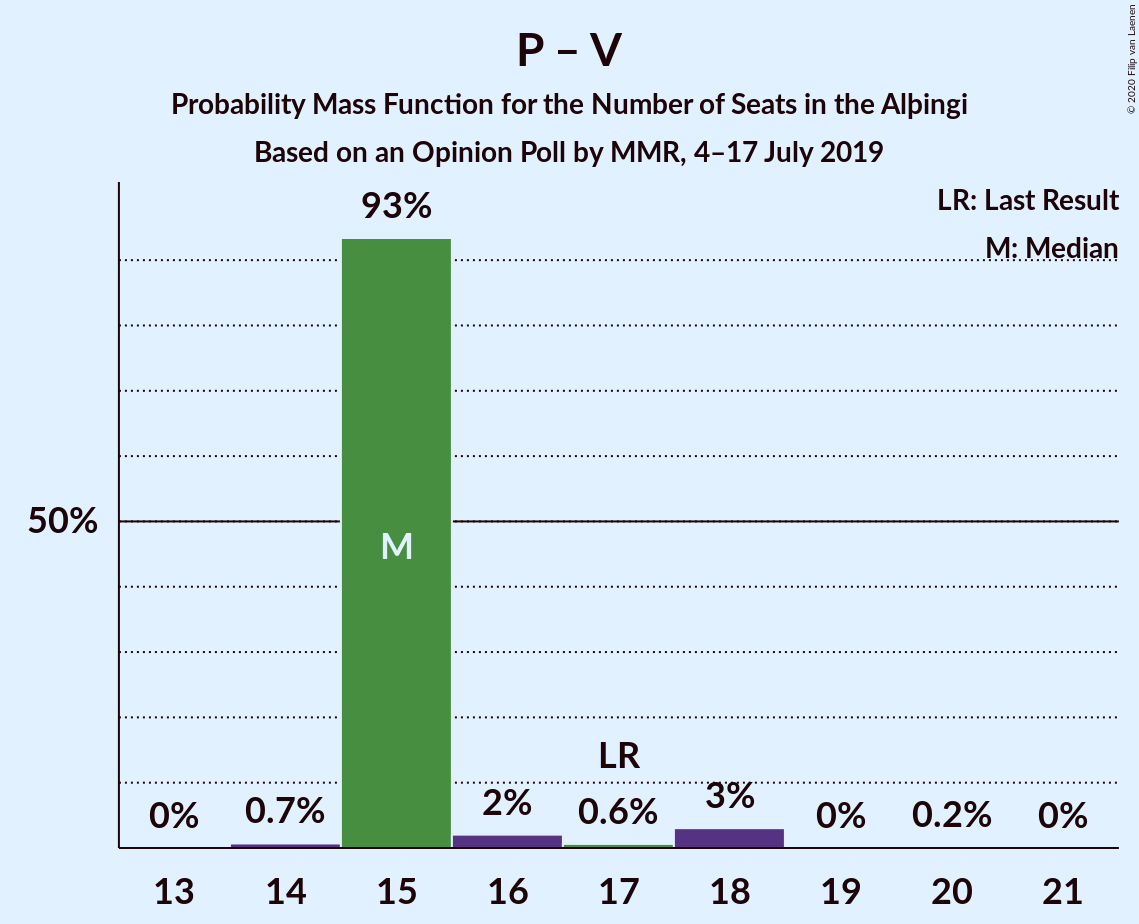 P – V
Probability Mass Function for the Number of Seats in the Alþingi
Based on an Opinion Poll by MMR, 4–17 July 2019
© 2020 Filip van Laenen
LR: Last Result
M: Median
93%
50%
M
LR
0%
0.7%
2%
0.6%
3%
0%
0.2%
0%
13 14 15 16 17 18 19 20 21